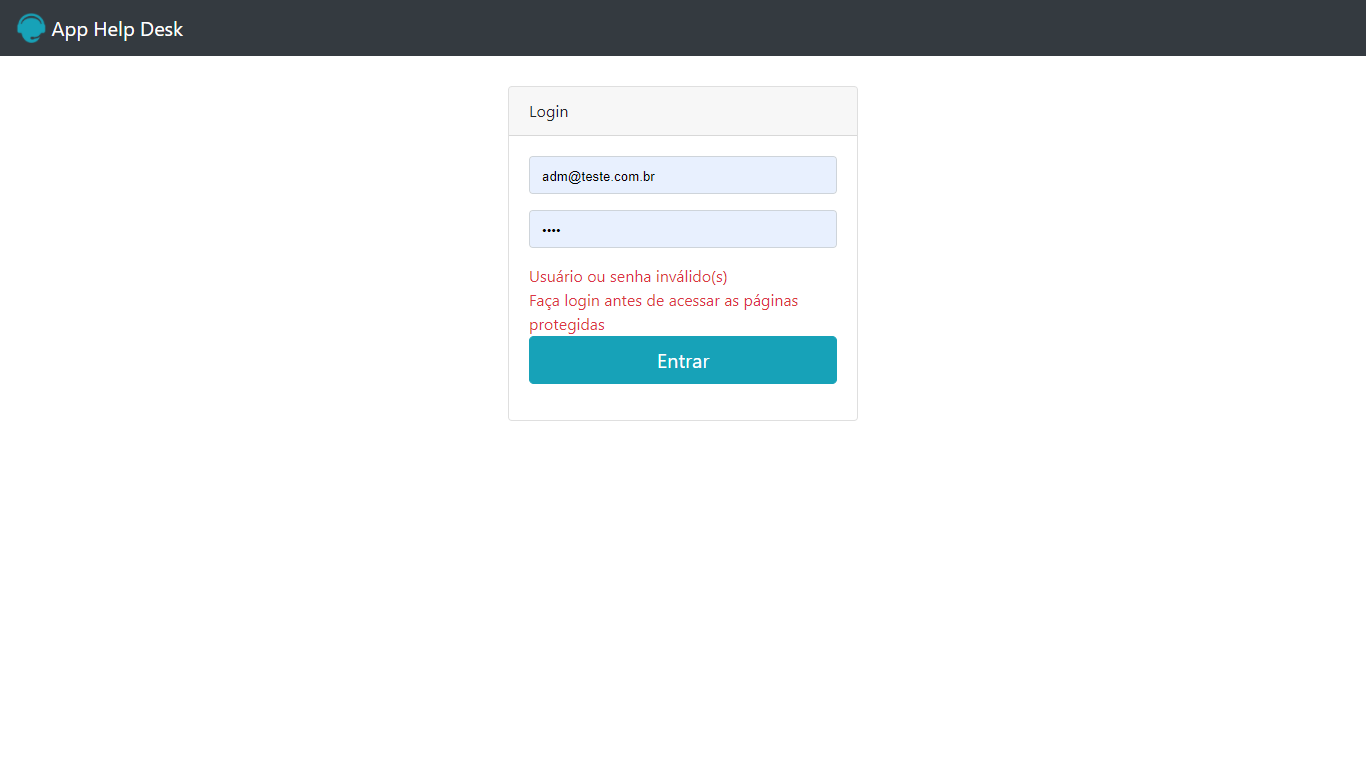 App Help Desk
Login
adm@teste.com.br
••••
Usuário ou senha inválido(s)
Faça login antes de acessar as páginas
protegidas
Entrar